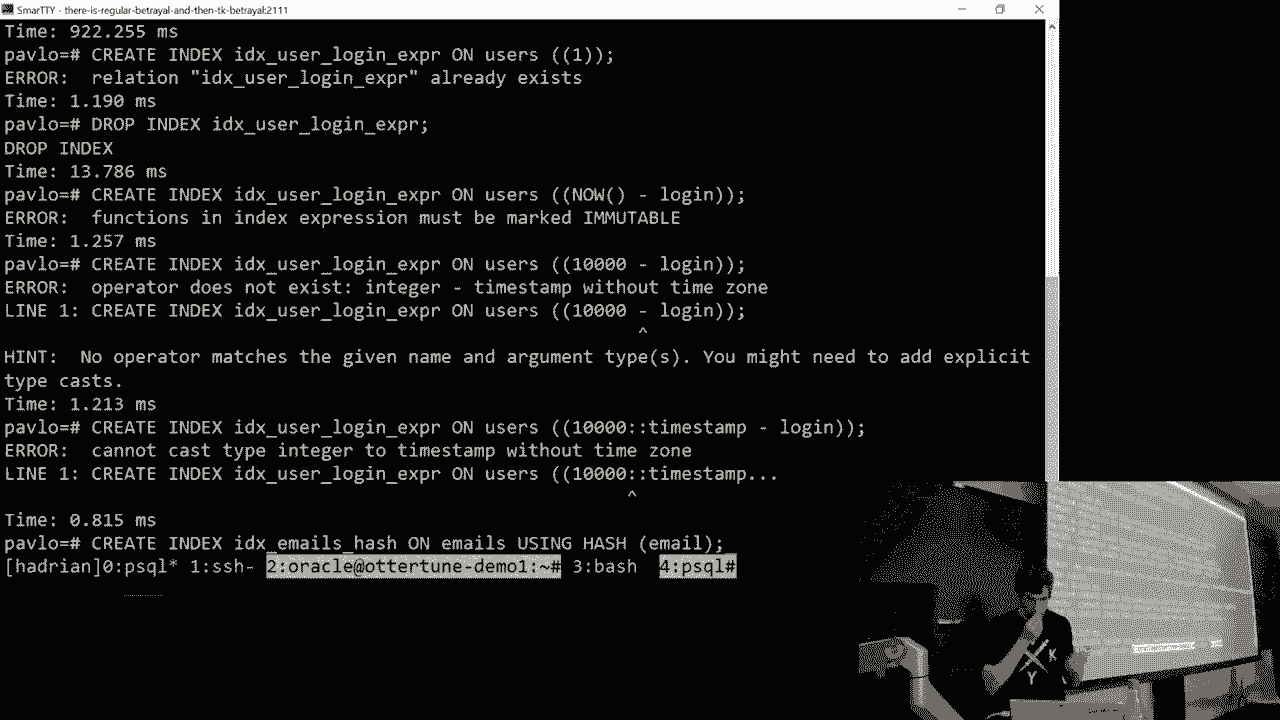 SmarTTY - there-is-regular-betrayal-and-then-tk-betrayal:2111
Time: 922.255 ms
pavlo=# CREATE INDEX idx_user_login_expr ON users ((1));
ERROR:  relation "idx_user_login_expr" already exists
Time: 1.190 ms
pavlo=# DROP INDEX idx_user_login_expr;
DROP INDEX
Time: 13.786 ms
pavlo=# CREATE INDEX idx_user_login_expr ON users ((NOW() - login));
ERROR:  functions in index expression must be marked IMMUTABLE
Time: 1.257 ms
pavlo=# CREATE INDEX idx_user_login_expr ON users ((10000 - login));
ERROR:  operator does not exist: integer - timestamp without time zone
LINE 1: CREATE INDEX idx_user_login_expr ON users ((10000 - login));
^
HINT:  No operator matches the given name and argument type(s). You might need to add explicit
type casts.
Time: 1.213 ms
pavlo=# CREATE INDEX idx_user_login_expr ON users ((10000::timestamp - login));
ERROR:  cannot cast type integer to timestamp without time zone
LINE 1: CREATE INDEX idx_user_login_expr ON users ((10000::timestamp...
^
Time: 0.815 ms
pavlo=# CREATE INDEX idx_emails_hash ON emails USING HASH (email);
[hadrian]0:psql* 1:ssh- 2:oracle@ottertune-demo1:~# 3:bash  4:psql#
K
Y